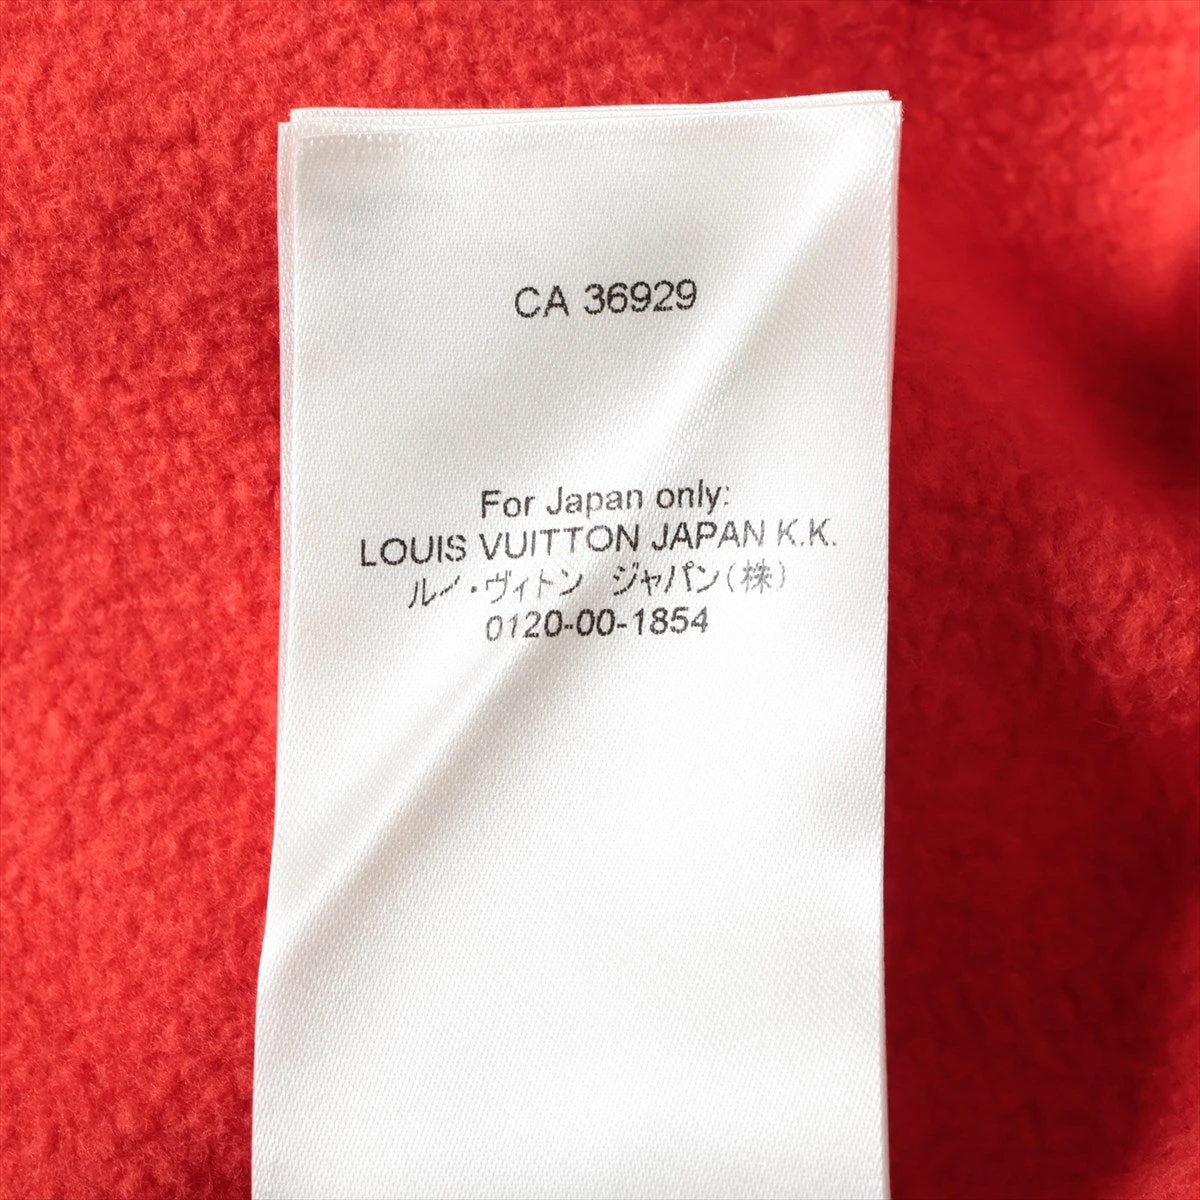 CA 36929
For Japan only:
LOUIS VUITTON JAPAN K.K.
ルイ・ヴィトン ジャパン(株)
0120-00-1854